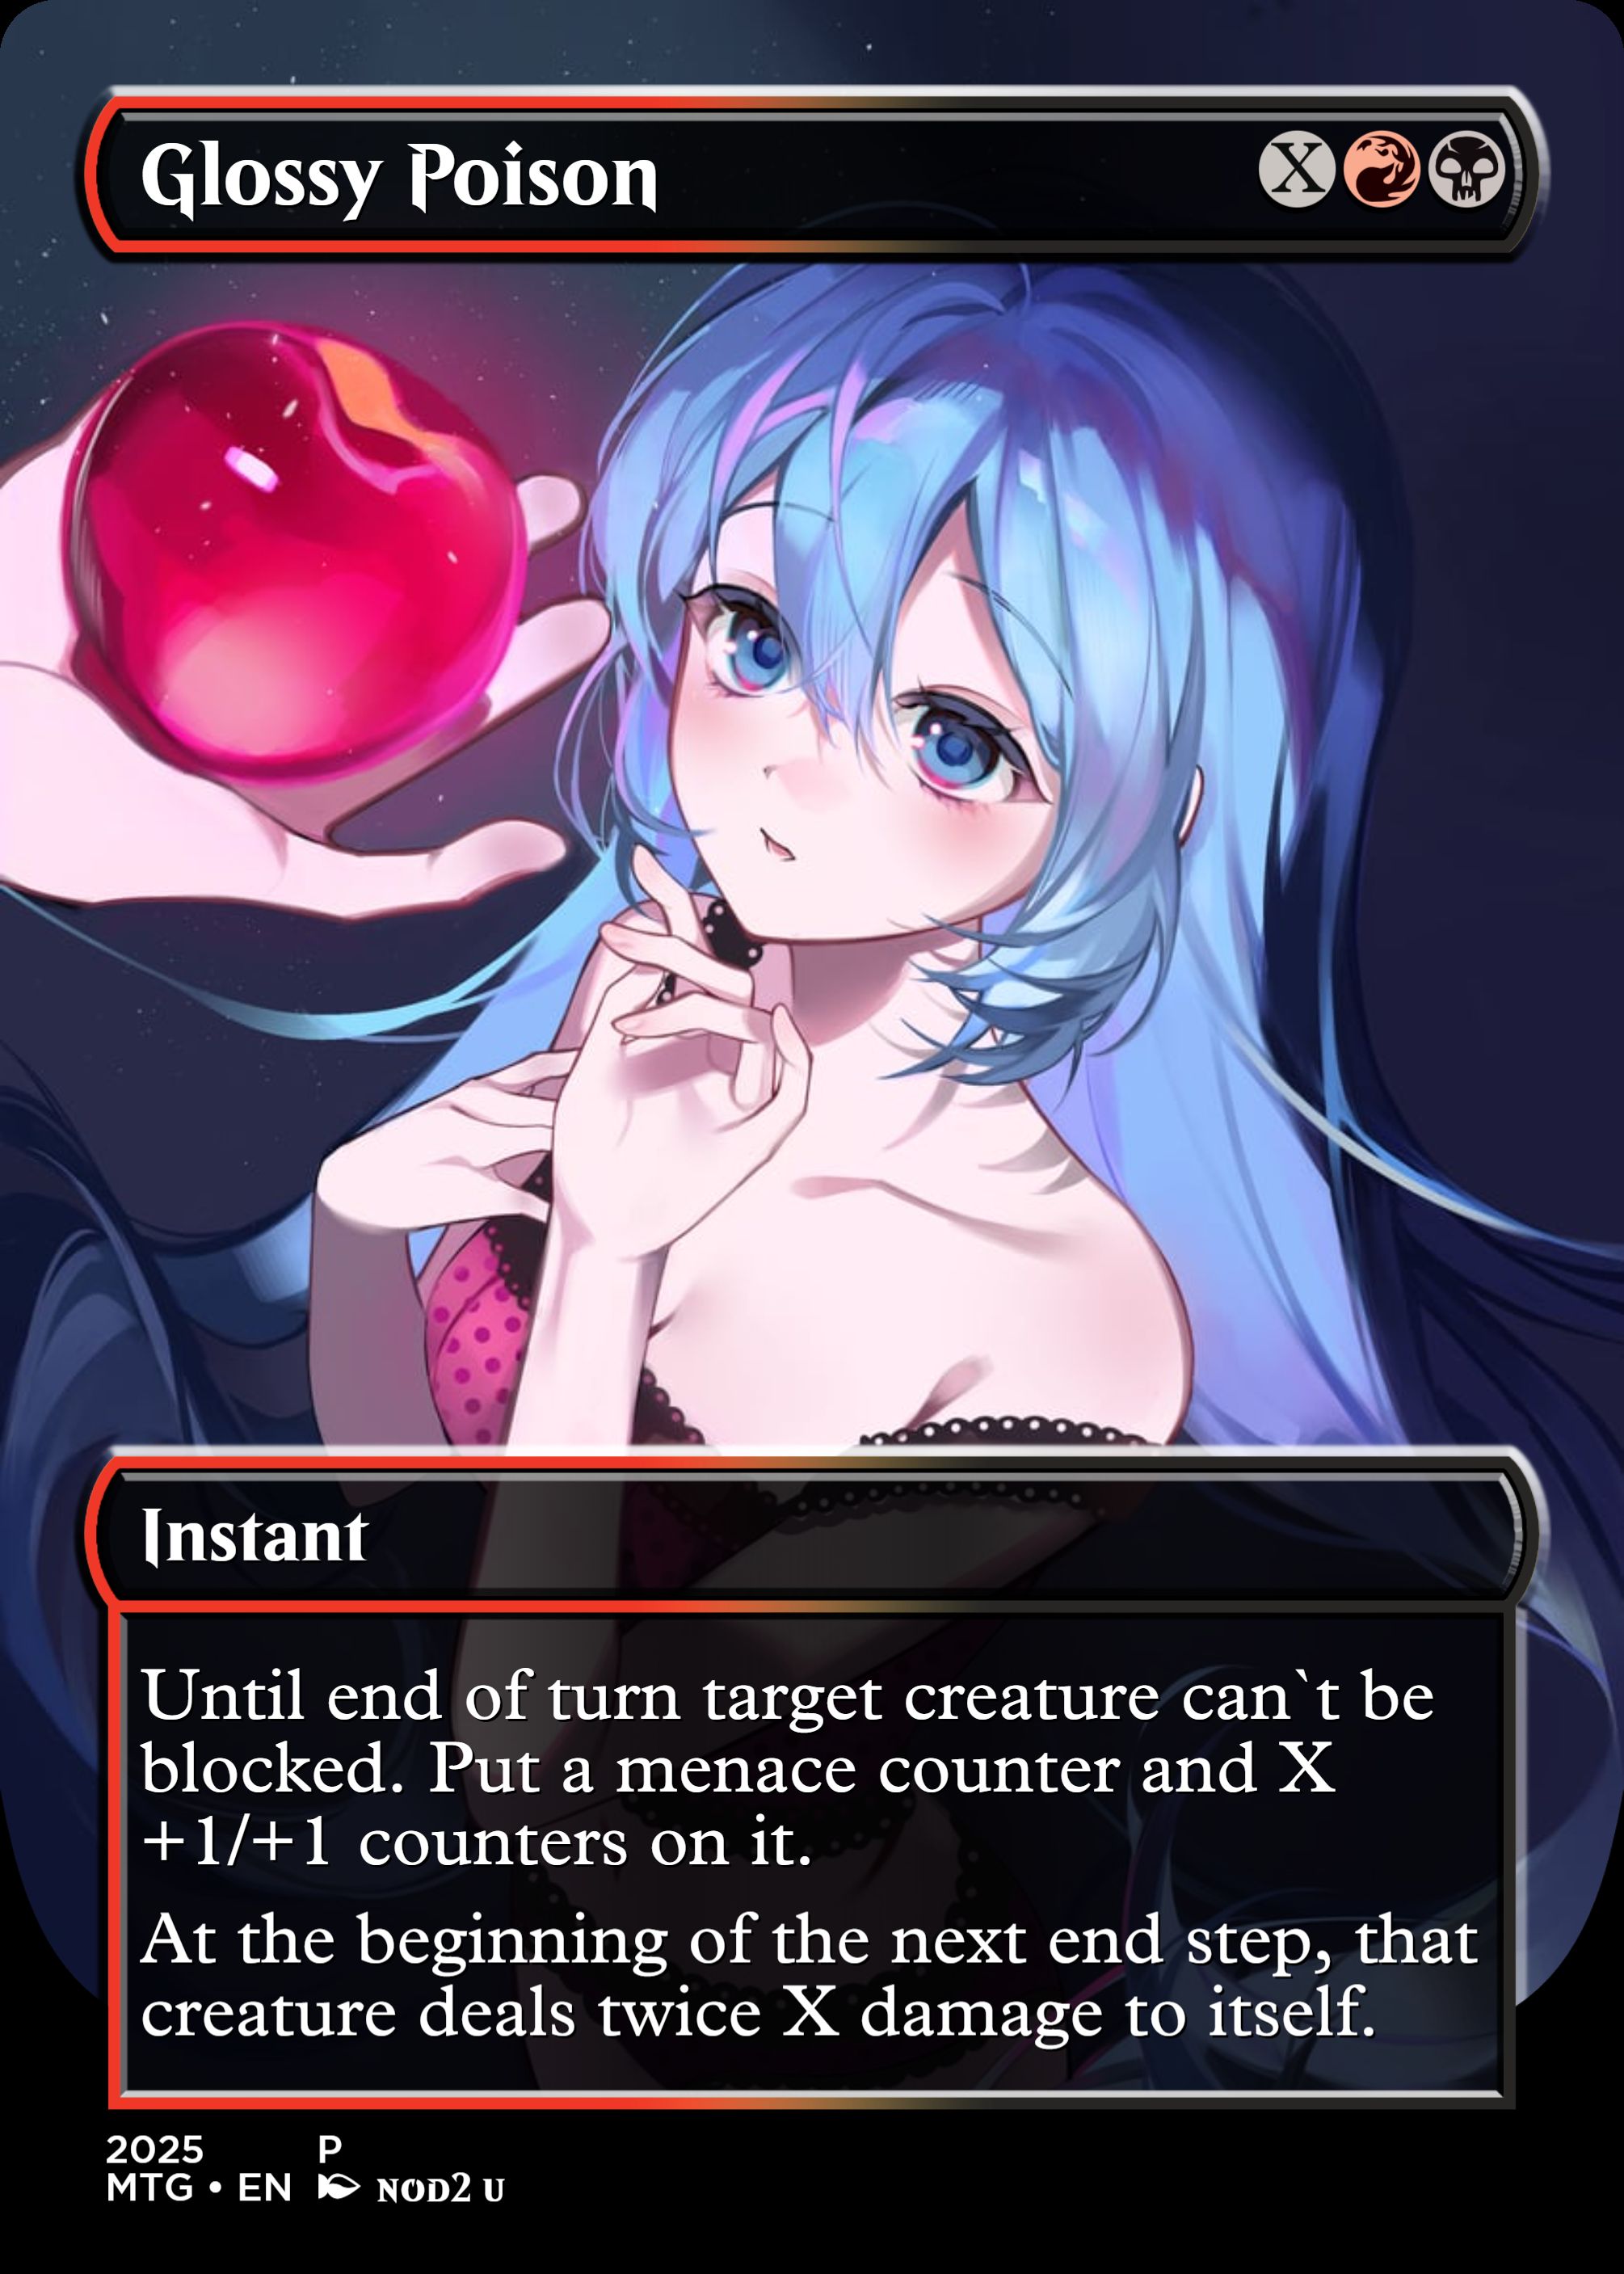 Glossy Poison X
Instant
Until end of turn target creature can`t be
blocked. Put a menace counter and X
+1/+1 counters on it.
At the beginning of the next end step, that
creature deals twice X damage to itself.
2025 P
MTG • EN NOD2 U